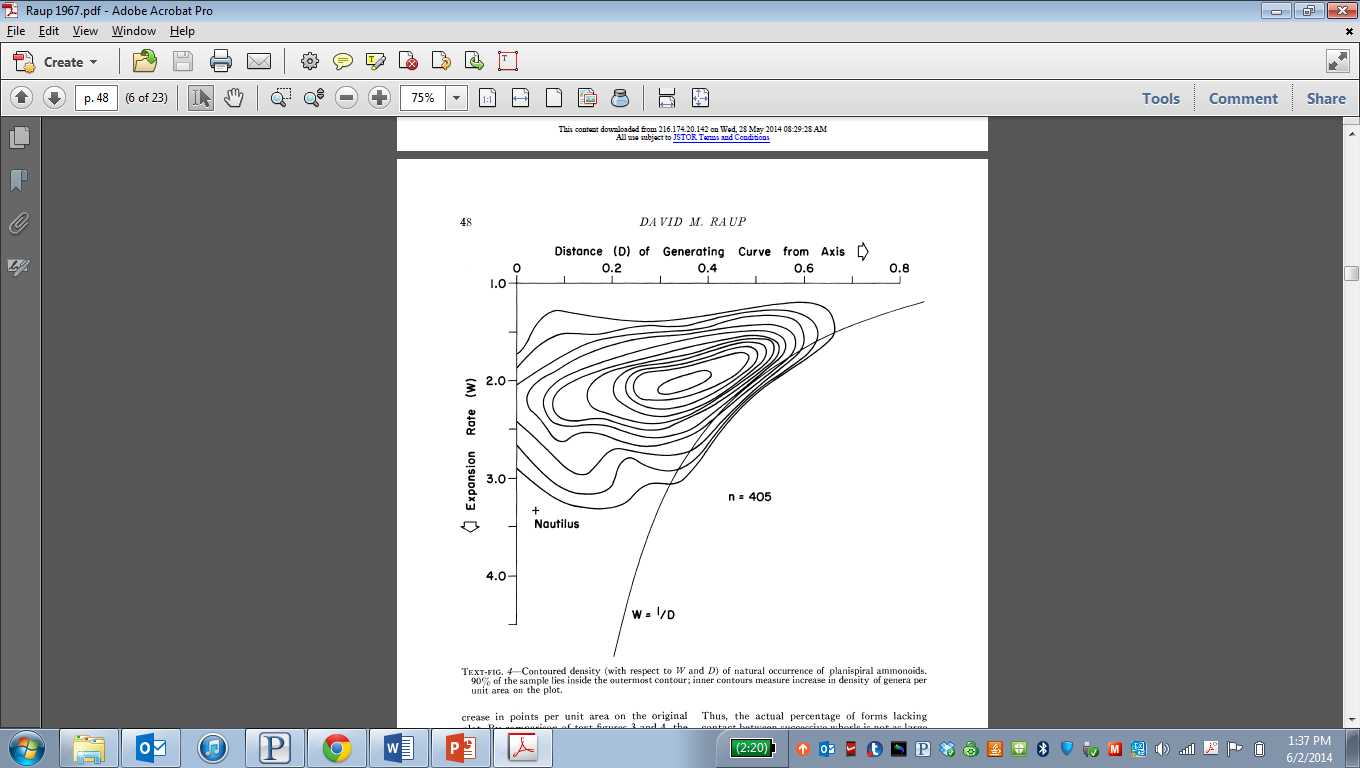 Raup 1967.pdf - Adobe Acrobat Pro
File Edit View Window Help
Create
p. 48 (6 of 23) 75% Tools Comment Share
This content downloaded from 216.174.20.142 on Wed, 28 May 2014 08:29:28 AM
All use subject to JSTOR Terms and Conditions
48 DAVID M. RAUP
Distance (D) of Generating Curve from Axis
0 0.2 0.4 0.6 0.8
1.0
2.0
3.0
4.0
Expansion Rate (W)
n = 405
+
Nautilus
W = 1/D
TEXT-FIG. 4—Contoured density (with respect to W and D) of natural occurrence of planispiral ammonoids.
90% of the sample lies inside the outermost contour; inner contours measure increase in density of genera per
unit area on the plot.
crease in points per unit area on the original
Thus, the actual percentage of forms lacking
(2:20)
1:37 PM
6/2/2014